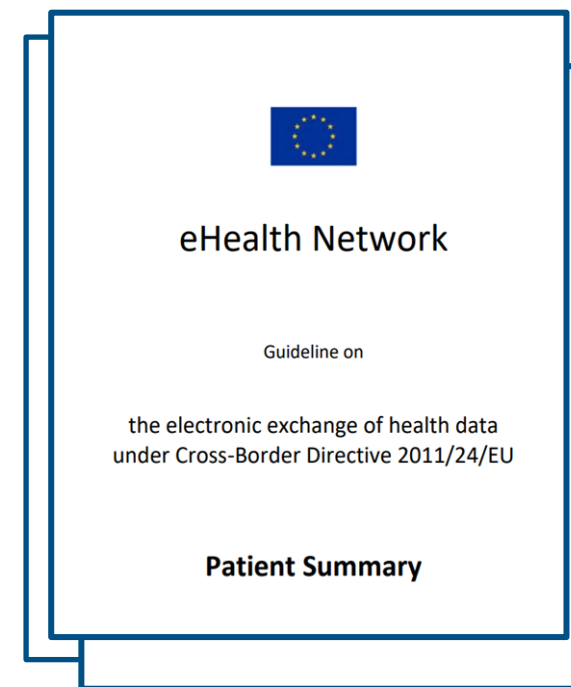 eHealth Network
Guideline on
the electronic exchange of health data
under Cross-Border Directive 2011/24/EU
Patient Summary